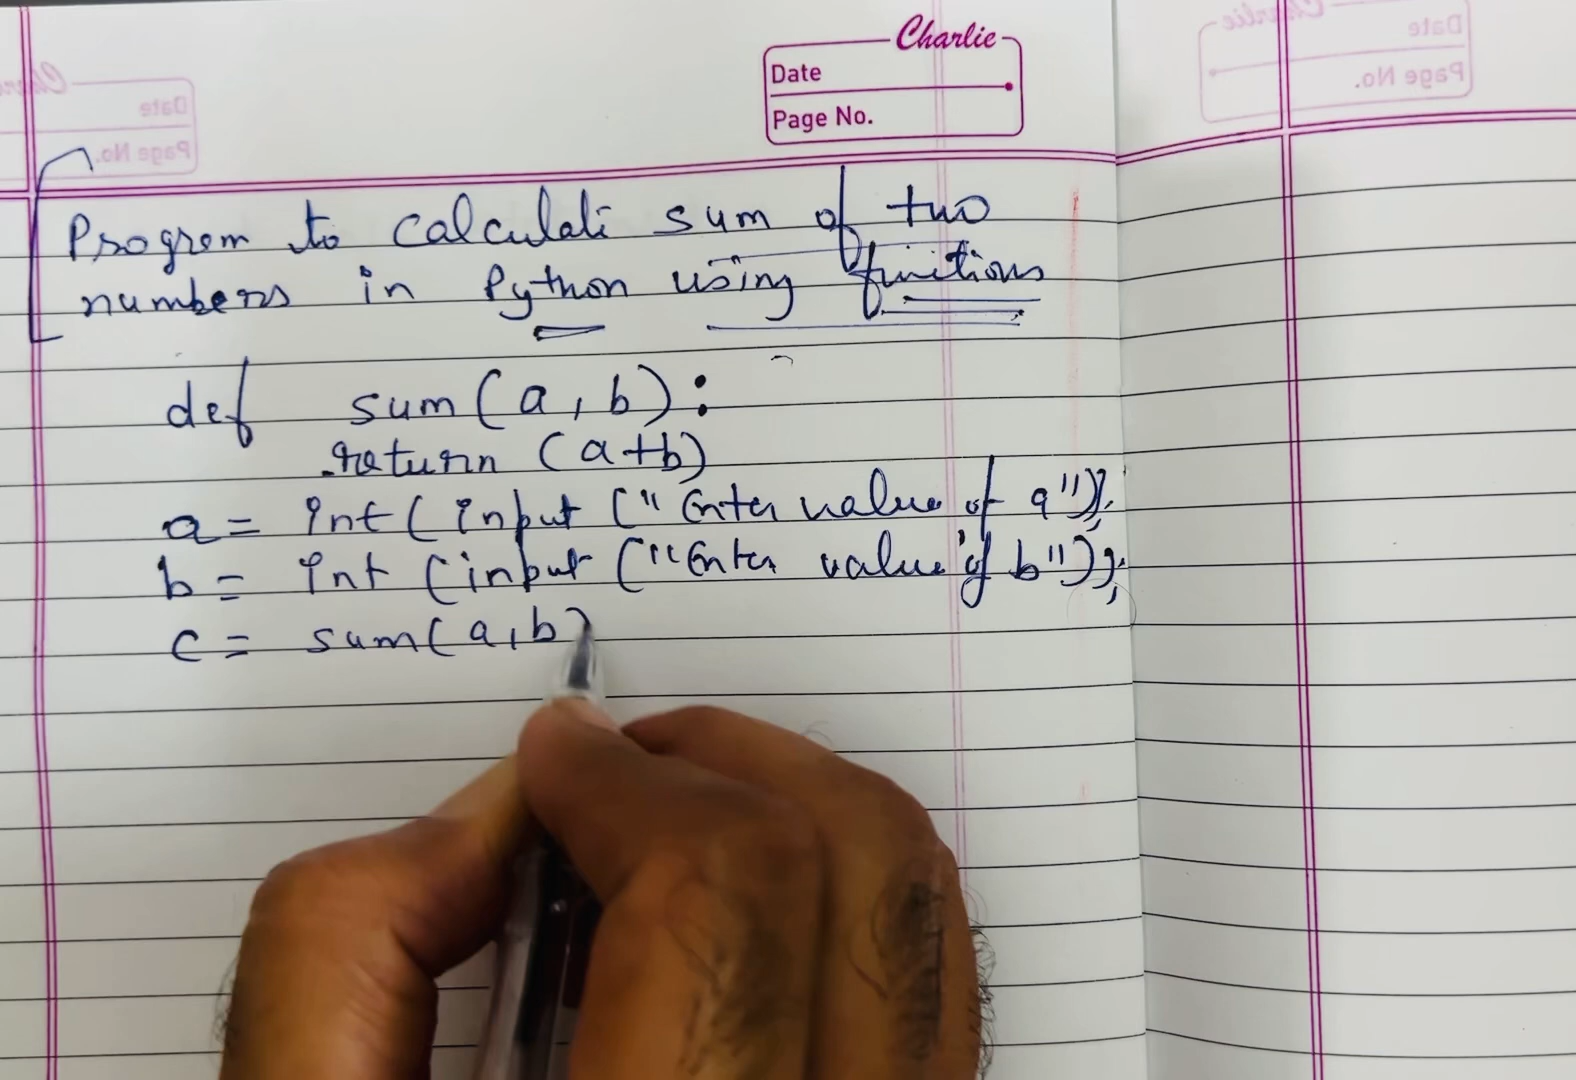 Charlie
Date
Page No.
Program to calculate sum of two
numbers in Python using functions
def sum(a,b):
return (a+b)
a = int(input("Enter value of a"));
b = int(input("Enter value of b"));
c = sum(a,b)